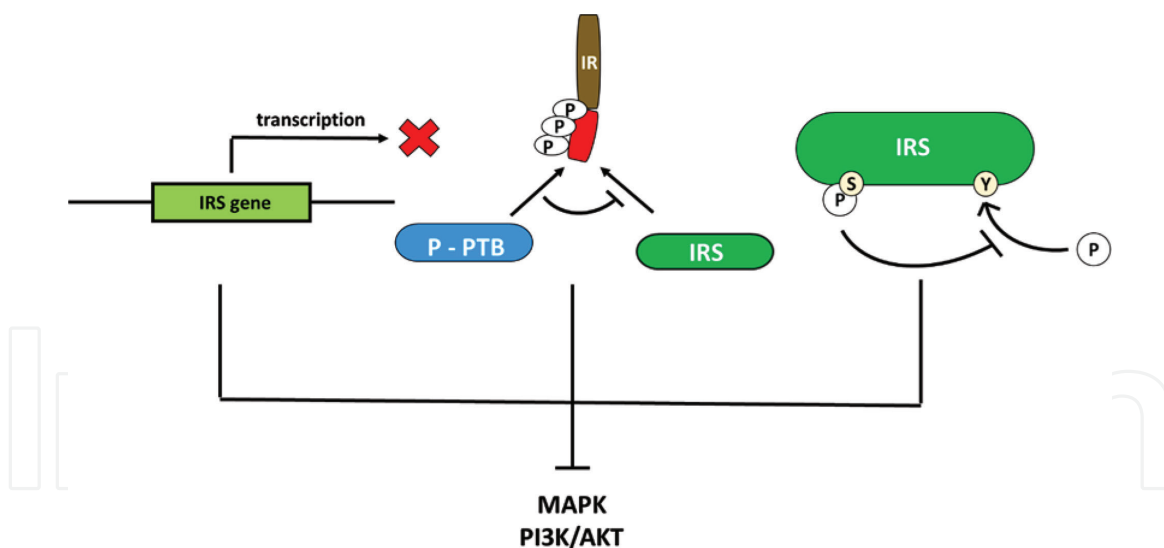 transcription
IRS gene
IR
P
P
P
P - PTB
IRS
IRS
S
P
Y
P
MAPK
PI3K/AKT